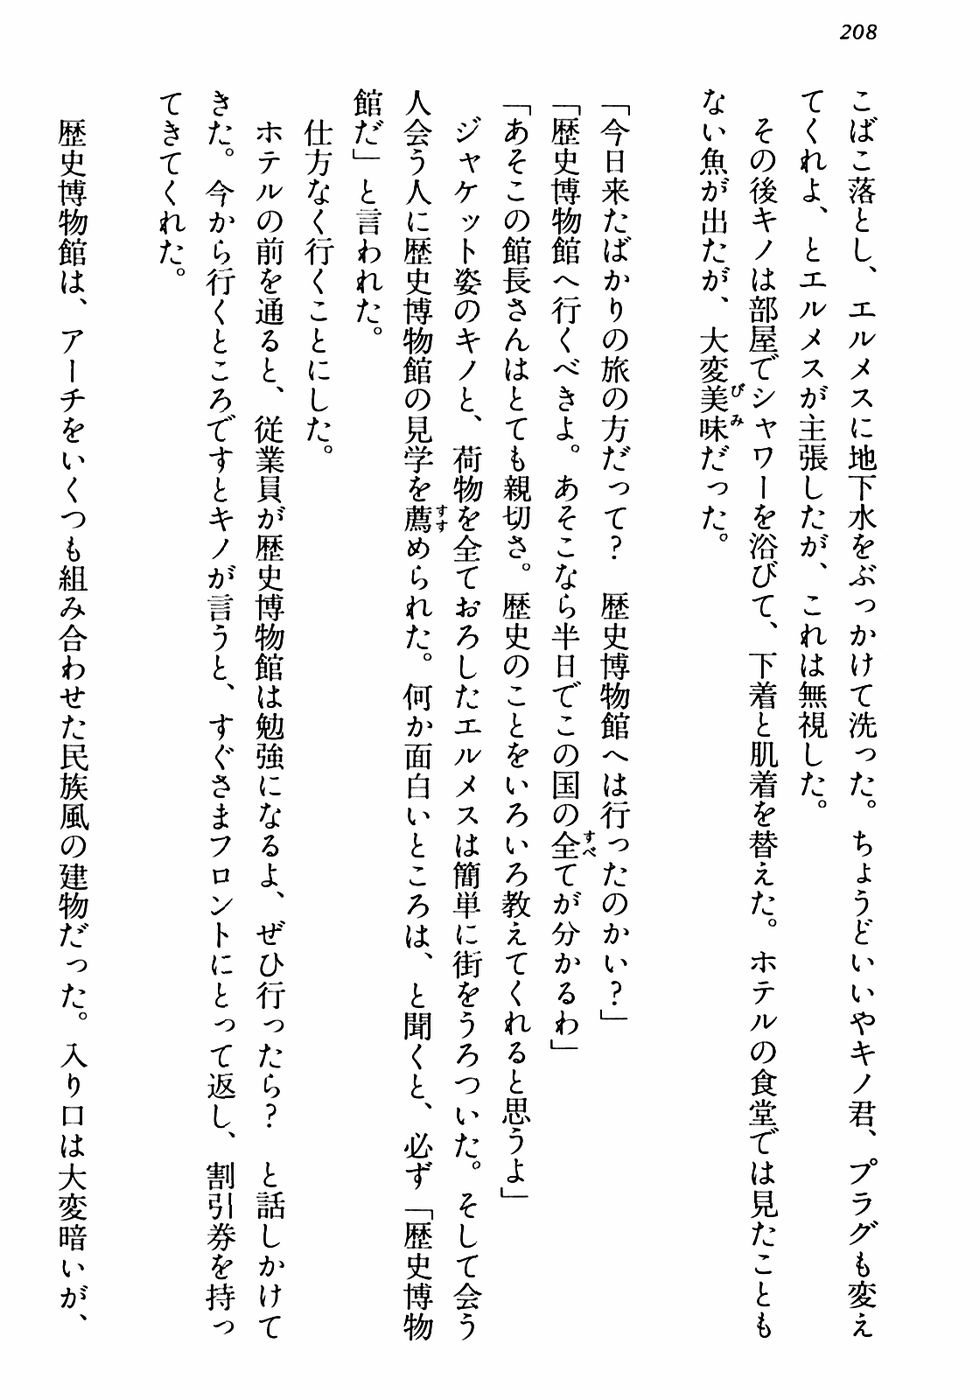 208
こばこ落とし、エルメスに地下水をぶっかけて洗った。ちょうどいいやキノ君、プラグも変え
てくれよ、とエルメスが主張したが、これは無視した。
　その後キノは部屋でシャワーを浴びて、下着と肌着を替えた。ホテルの食堂では見たことも
ない魚が出たが、大変美味だった。
「今日来たばかりの旅の方だって？　歴史博物館へは行ったのかい？」
「歴史博物館へ行くべきよ。あそこなら半日でこの国の全てが分かるわ」
「あそこの館長さんはとても親切さ。歴史のことをいろいろ教えてくれると思うよ」
　ジャケット姿のキノと、荷物を全ておろしたエルメスは簡単に街をうろついた。そして会う
人会う人に歴史博物館の見学を薦められた。何か面白いところは、と聞くと、必ず「歴史博物
館だ」と言われた。
　仕方なく行くことにした。
　ホテルの前を通ると、従業員が歴史博物館は勉強になるよ、ぜひ行ったら？　と話しかけて
きた。今から行くところですとキノが言うと、すぐさまフロントにとって返し、割引券を持っ
てきてくれた。
　歴史博物館は、アーチをいくつも組み合わせた民族風の建物だった。入り口は大変暗いが、